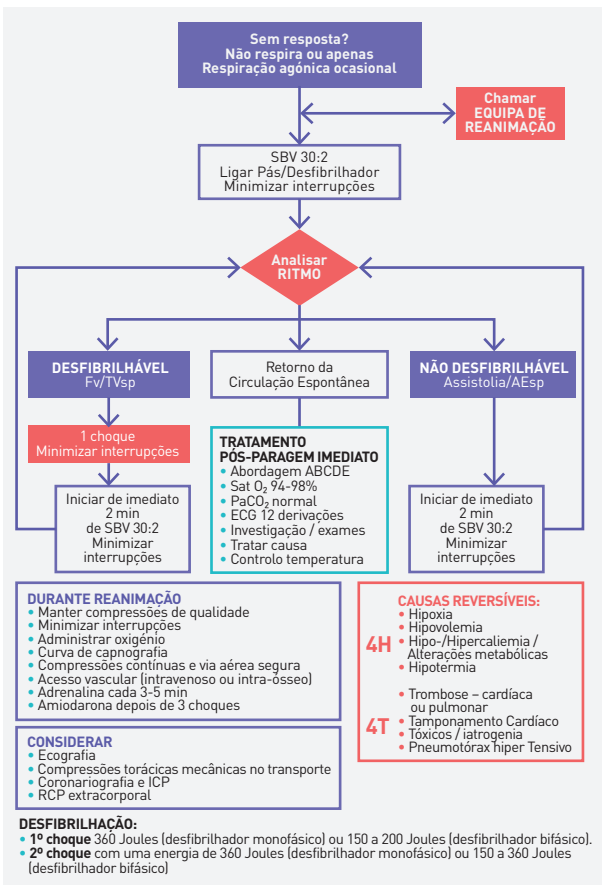 Sem resposta?
Não respira ou apenas
Respiração agónica ocasional
Chamar
EQUIPA DE
REANIMAÇÃO
SBV 30:2
Ligar Pás/Desfibrilhador
Minimizar interrupções
Analisar
RITMO
DESFIBRILHÁVEL
Fv/TVsp
Retorno da
Circulação Espontânea
NÃO DESFIBRILHÁVEL
Assistolia/AEsp
1 choque
Minimizar interrupções
Iniciar de imediato
2 min
de SBV 30:2
Minimizar
interrupções
TRATAMENTO
PÓS-PARAGEM IMEDIATO
• Abordagem ABCDE
• Sat O₂ 94-98%
• PaCO₂ normal
• ECG 12 derivações
• Investigação / exames
• Tratar causa
• Controlo temperatura
Iniciar de imediato
2 min
de SBV 30:2
Minimizar
interrupções
DURANTE REANIMAÇÃO
• Manter compressões de qualidade
• Minimizar interrupções
• Administrar oxigénio
• Curva de capnografia
• Compressões contínuas e via aérea segura
• Acesso vascular (intravenoso ou intra-ósseo)
• Adrenalina cada 3-5 min
• Amiodarona depois de 3 choques
CAUSAS REVERSÍVEIS:
4H
• Hipoxia
• Hipovolemia
• Hipo-/Hipercaliemia /
Alterações metabólicas
• Hipotermia
4T
• Trombose – cardíaca
ou pulmonar
• Tamponamento Cardíaco
• Tóxicos / iatrogenia
• Pneumotórax hiper Tensivo
CONSIDERAR
• Ecografia
• Compressões torácicas mecânicas no transporte
• Coronariografia e ICP
• RCP extracorporal
DESFIBRILHAÇÃO:
• 1º choque 360 Joules (desfibrilhador monofásico) ou 150 a 200 Joules (desfibrilhador bifásico).
• 2º choque com uma energia de 360 Joules (desfibrilhador monofásico) ou 150 a 360 Joules
(desfibrilhador bifásico)